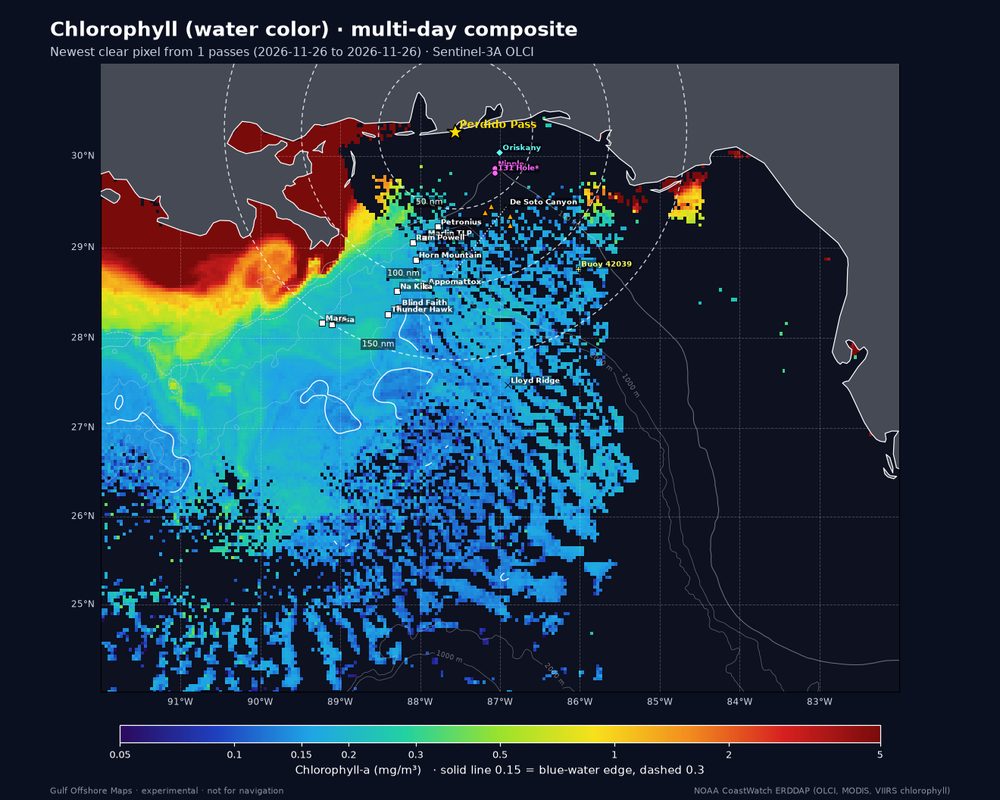 Chlorophyll (water color) · multi-day composite
Newest clear pixel from 1 passes (2026-11-26 to 2026-11-26) · Sentinel-3A OLCI
Perdido Pass
Oriskany
Nipple
131 Hole
50 nm
De Soto Canyon
Petronius
Marlin TLP
Ram Powell
Horn Mountain
Buoy 42039
100 nm
Appomattox
Na Kika
Blind Faith
Thunder Hawk
Mars
150 nm
Lloyd Ridge
1000 m
1000 m
30°N
29°N
28°N
27°N
26°N
25°N
91°W
90°W
89°W
88°W
87°W
86°W
85°W
84°W
83°W
0.05
0.1
0.15
0.2
0.3
0.5
1
2
5
Chlorophyll-a (mg/m³) · solid line 0.15 = blue-water edge, dashed 0.3
Gulf Offshore Maps · experimental · not for navigation
NOAA CoastWatch ERDDAP (OLCI, MODIS, VIIRS chlorophyll)